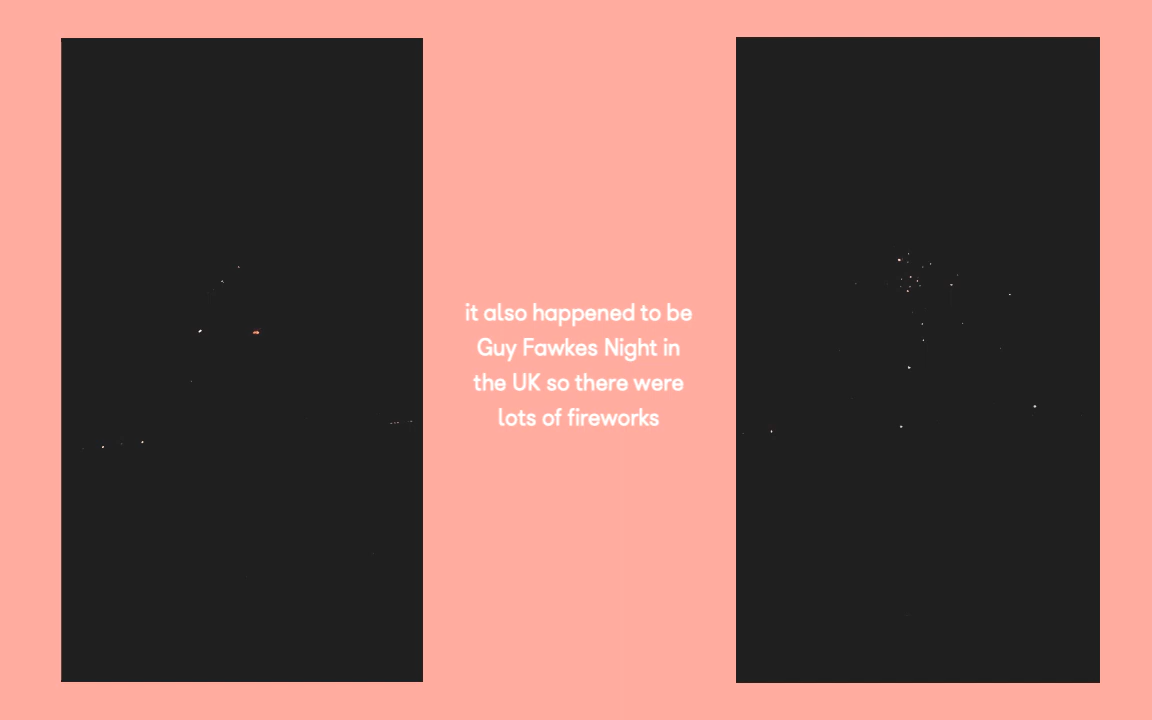 it also happened to be
Guy Fawkes Night in
the UK so there were
lots of fireworks